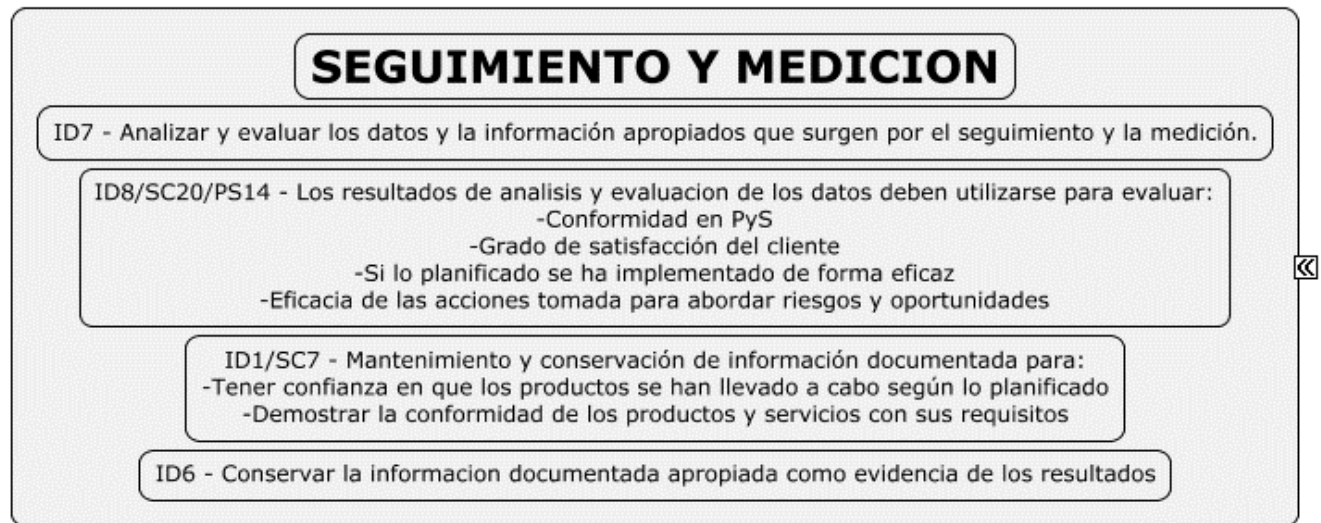 SEGUIMIENTO Y MEDICION
ID7 - Analizar y evaluar los datos y la información apropiados que surgen por el seguimiento y la medición.
ID8/SC20/PS14 - Los resultados de analisis y evaluacion de los datos deben utilizarse para evaluar:
-Conformidad en PyS
-Grado de satisfacción del cliente
-Si lo planificado se ha implementado de forma eficaz
-Eficacia de las acciones tomada para abordar riesgos y oportunidades
ID1/SC7 - Mantenimiento y conservación de información documentada para:
-Tener confianza en que los productos se han llevado a cabo según lo planificado
-Demostrar la conformidad de los productos y servicios con sus requisitos
ID6 - Conservar la informacion documentada apropiada como evidencia de los resultados